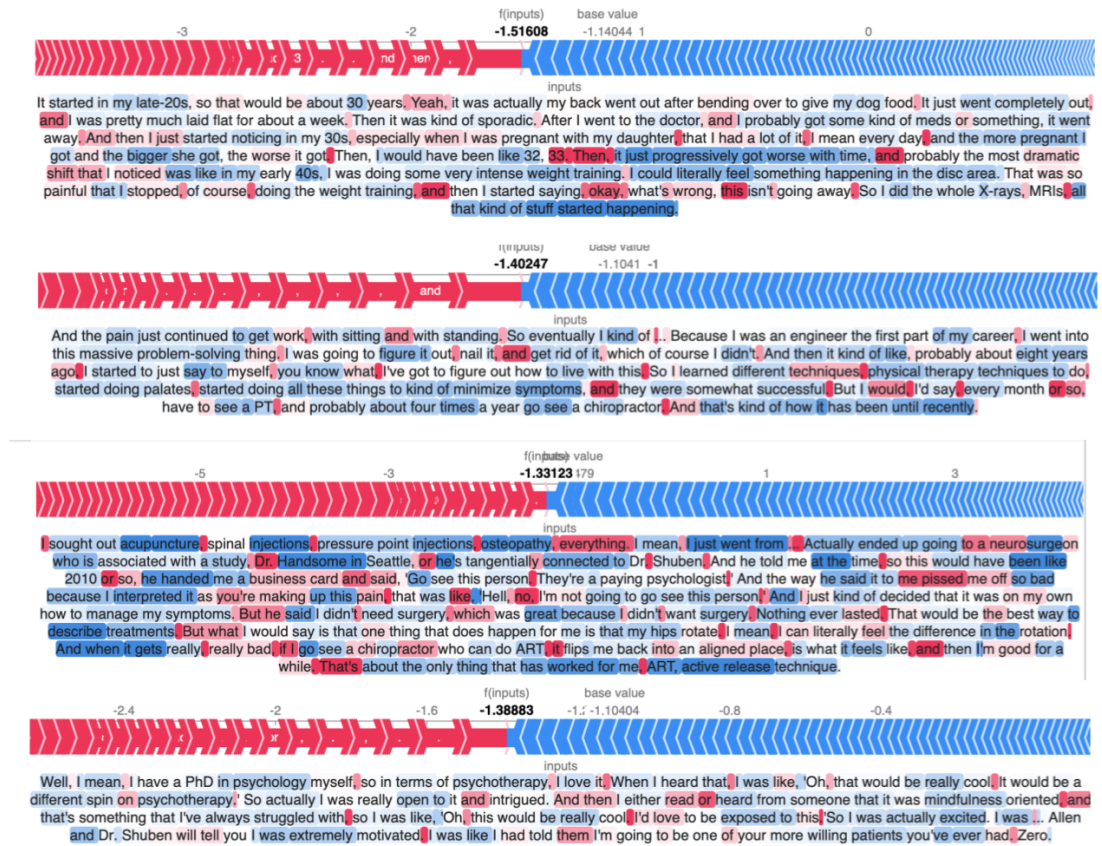 f(inputs) base value
-3 -2 -1.51608 -1.14044 1 0
3 . . nd her ,
inputs
It started in my late-20s, so that would be about 30 years. Yeah, it was actually my back went out after bending over to give my dog food. It just went completely out,
and I was pretty much laid flat for about a week. Then it was kind of sporadic. After I went to the doctor, and I probably got some kind of meds or something, it went
away. And then I just started noticing in my 30s, especially when I was pregnant with my daughter, that I had a lot of it, I mean every day, and the more pregnant I
got and the bigger she got, the worse it got. Then, I would have been like 32, 33. Then, it just progressively got worse with time, and probably the most dramatic
shift that I noticed was like in my early 40s, I was doing some very intense weight training. I could literally feel something happening in the disc area. That was so
painful that I stopped, of course, doing the weight training, and then I started saying, okay, what's wrong, this isn't going away. So I did the whole X-rays, MRIs, all
that kind of stuff started happening.
f(inputs) base value
-1.40247 -1.1041 -1
. . . , , , , and
inputs
And the pain just continued to get work, with sitting and with standing. So eventually I kind of ... Because I was an engineer the first part of my career, I went into
this massive problem-solving thing. I was going to figure it out, nail it, and get rid of it, which of course I didn't. And then it kind of like, probably about eight years
ago, I started to just say to myself, you know what, I've got to figure out how to live with this. So I learned different techniques, physical therapy techniques to do,
started doing palates, started doing all these things to kind of minimize symptoms, and they were somewhat successful. But I would, I'd say, every month or so,
have to see a PT, and probably about four times a year go see a chiropractor. And that's kind of how it has been until recently.
f(inputs) base value
-5 -3 -1.33123 179 1 3
inputs
I sought out acupuncture, spinal injections, pressure point injections, osteopathy, everything. I mean, I just went from ... Actually ended up going to a neurosurgeon
who is associated with a study, Dr. Handsome in Seattle, or he's tangentially connected to Dr. Shuben. And he told me at the time, so this would have been like
2010 or so, he handed me a business card and said, 'Go see this person. They're a paying psychologist,' And the way he said it to me pissed me off so bad
because I interpreted it as you're making up this pain, that was like, 'Hell, no, I'm not going to go see this person.' And I just kind of decided that it was on my own
how to manage my symptoms. But he said I didn't need surgery, which was great because I didn't want surgery. Nothing ever lasted. That would be the best way to
describe treatments. But what I would say is that one thing that does happen for me is that my hips rotate. I mean, I can literally feel the difference in the rotation.
And when it gets really, really bad, if I go see a chiropractor who can do ART, it flips me back into an aligned place, is what it feels like, and then I'm good for a
while. That's about the only thing that has worked for me, ART, active release technique.
f(inputs) base value
-2.4 -2 -1.6 -1.38883 -1.10404 -0.8 -0.4
or , , . .
inputs
Well, I mean, I have a PhD in psychology myself, so in terms of psychotherapy, I love it. When I heard that, I was like, 'Oh, that would be really cool. It would be a
different spin on psychotherapy.' So actually I was really open to it and intrigued. And then I either read or heard from someone that it was mindfulness oriented, and
that's something that I've always struggled with, so I was like, 'Oh, this would be really cool. I'd love to be exposed to this.'So I was actually excited. I was ... Allen
and Dr. Shuben will tell you I was extremely motivated. I was like I had told them I'm going to be one of your more willing patients you've ever had. Zero.